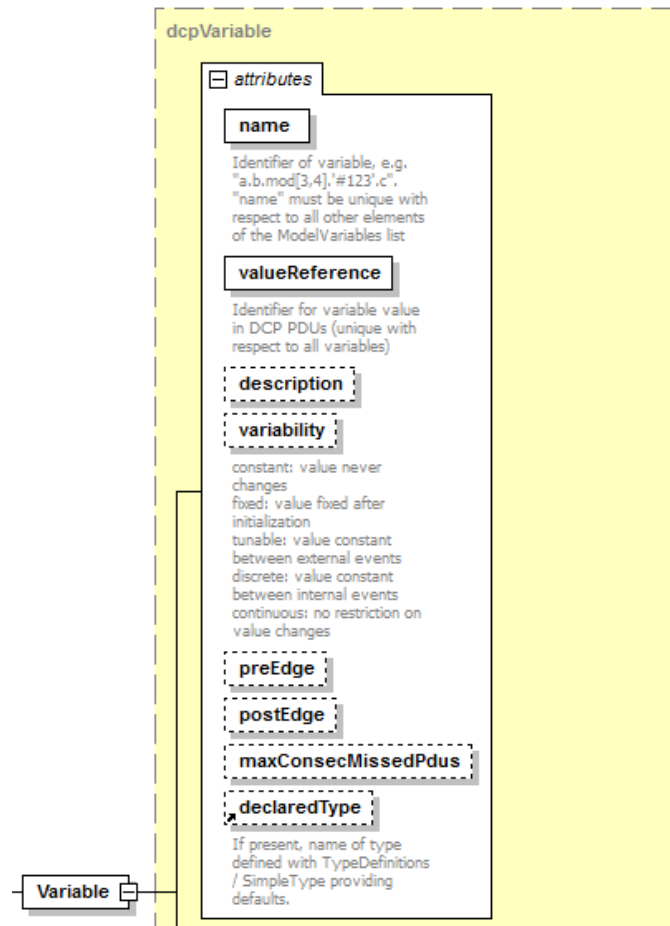 dcpVariable
attributes
name
Identifier of variable, e.g.
"a.b.mod[3,4].'#123'.c".
"name" must be unique with
respect to all other elements
of the ModelVariables list
valueReference
Identifier for variable value
in DCP PDUs (unique with
respect to all variables)
description
variability
constant: value never
changes
fixed: value fixed after
initialization
tunable: value constant
between external events
discrete: value constant
between internal events
continuous: no restriction on
value changes
preEdge
postEdge
maxConsecMissedPdus
declaredType
If present, name of type
defined with TypeDefinitions
/ SimpleType providing
defaults.
Variable